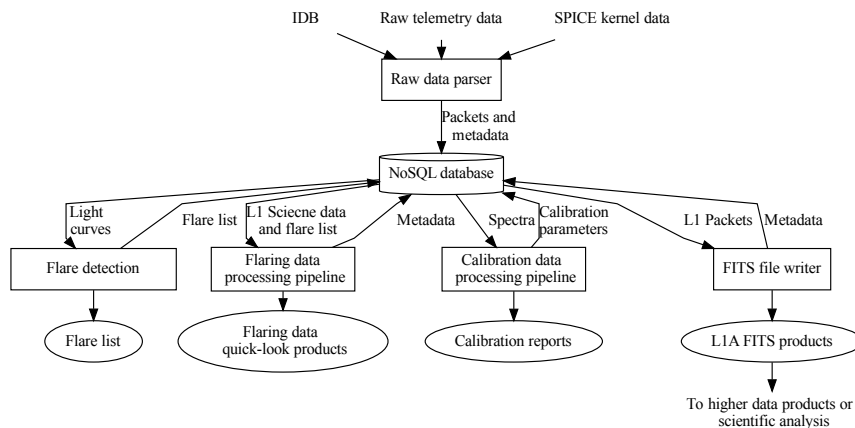 IDB
Raw telemetry data
SPICE kernel data
Raw data parser
Packets and
metadata
NoSQL database
Light
curves
Flare list
L1 Sciecne data
and flare list
Metadata
Spectra
Calibration
parameters
L1 Packets
Metadata
Flare detection
Flaring data
processing pipeline
Calibration data
processing pipeline
FITS file writer
Flare list
Flaring data
quick-look products
Calibration reports
L1A FITS products
To higher data products or
scientific analysis